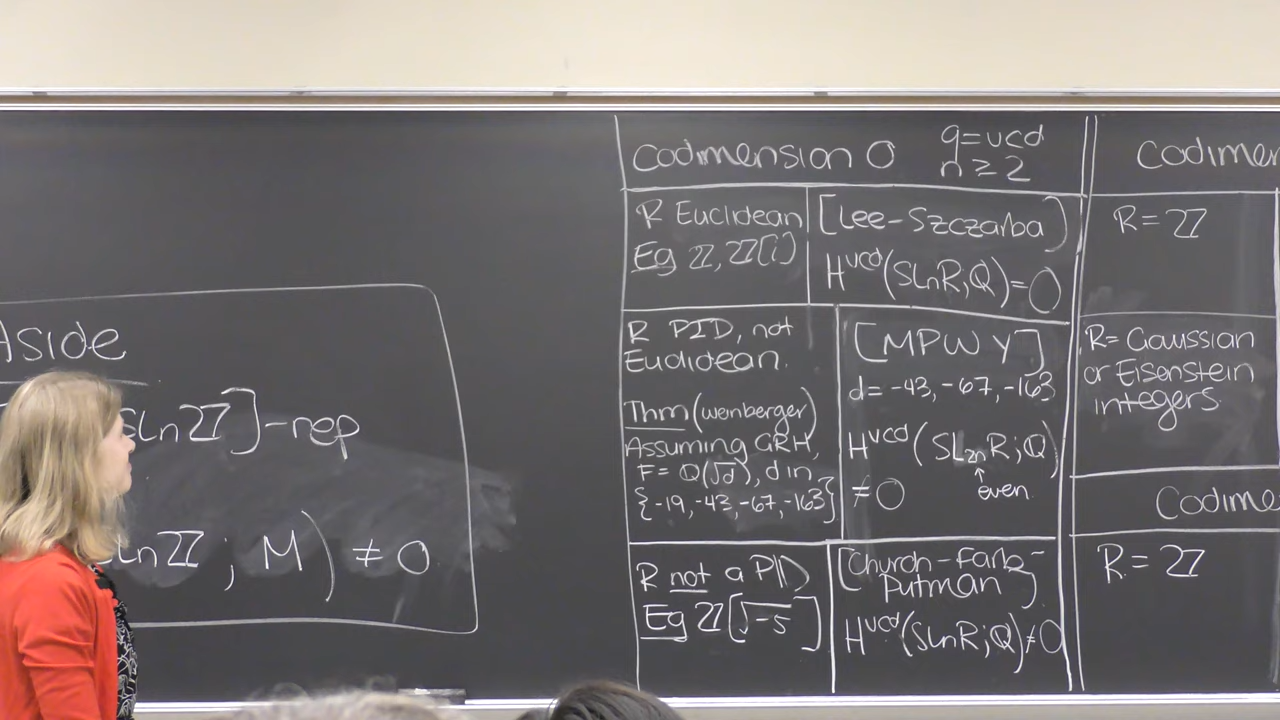 Aside
SLnℤ]-rep
SLnℤ; M) ≠ 0
Codimension 0 q=vcd
n ≥ 2
R Euclidean
Eg ℤ, ℤ[i]
[Lee-Szczarba]
H^vcd(SLnR;Q)=0
R PID, not
Euclidean.
Thm (Weinberger)
Assuming GRH,
F= Q(√d), d in
{-19,-43,-67,-163}
[MPWY]
d= -43, -67, -163
H^vcd(SL₂ₙR;Q)
↑
even
≠0
R not a PID
Eg ℤ[√-5]
[Church-Farb-
Putman]
H^vcd(SLnR;Q)≠0
R=ℤ
R= Gaussian
or Eisenstein
integers.
R=ℤ